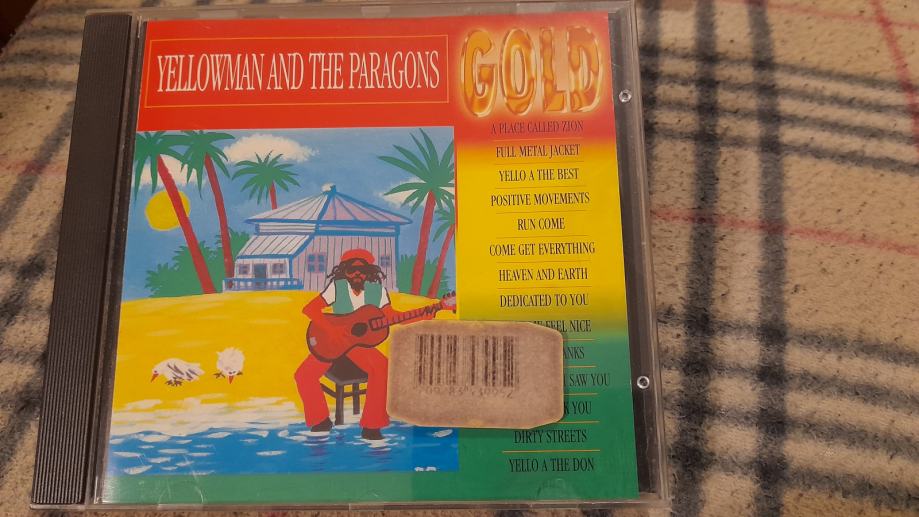 YELLOWMAN AND THE PARAGONS
GOLD
A PLACE CALLED ZION
FULL METAL JACKET
YELLO A THE BEST
POSITIVE MOVEMENTS
RUN COME
COME GET EVERYTHING
HEAVEN AND EARTH
DEDICATED TO YOU
FEEL NICE
SAW YOU
YOU
DIRTY STREETS
YELLO A THE DON